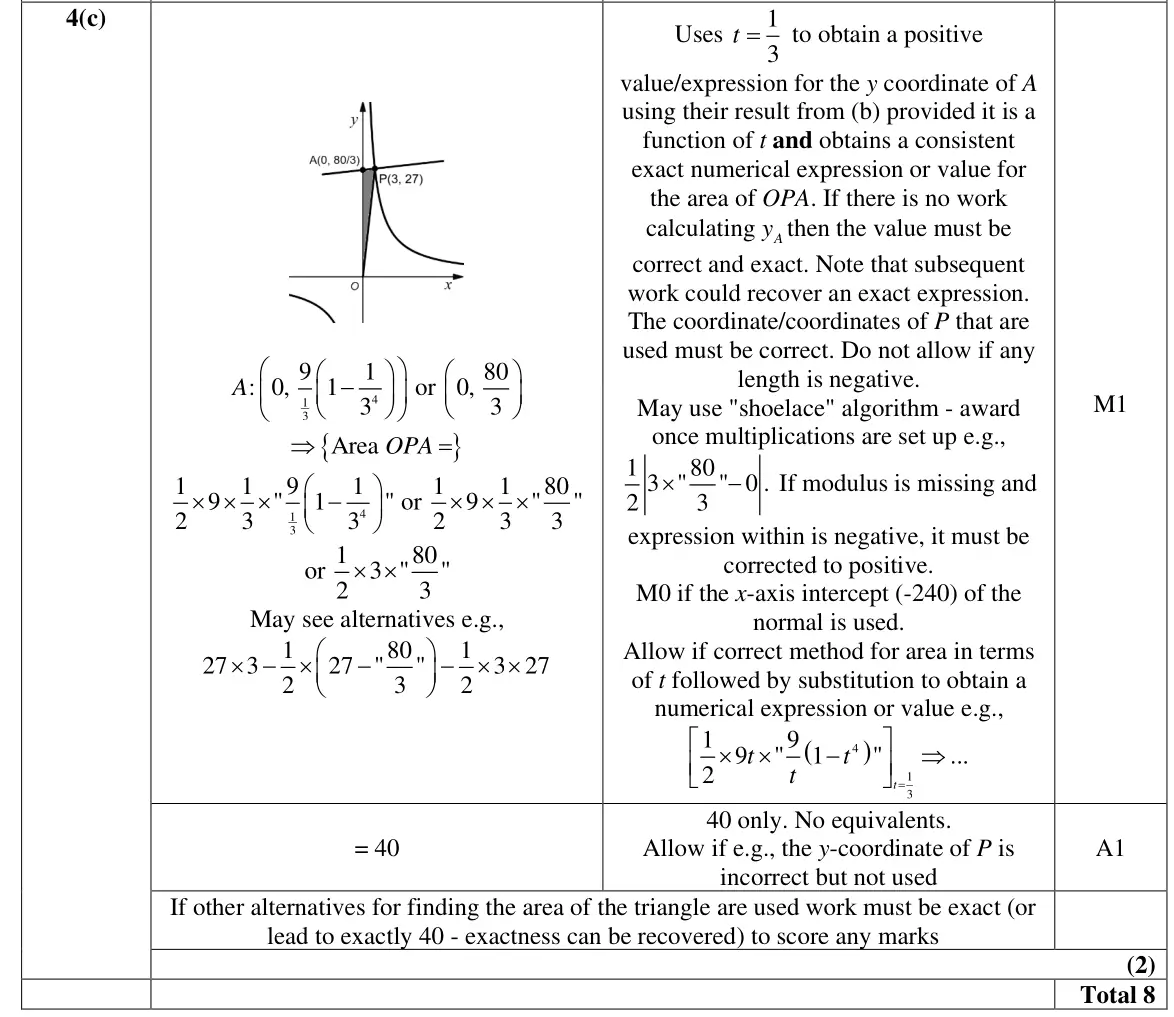 4(c)
y
A(0, 80/3)
P(3, 27)
O
x
A: (0, 9/(1/3) (1 − 1/3⁴)) or (0, 80/3)
⇒ {Area OPA =}
1/2 × 9 × 1/3 × "9/(1/3) (1 − 1/3⁴)" or 1/2 × 9 × 1/3 × "80/3"
or 1/2 × 3 × "80/3"
May see alternatives e.g.,
27 × 3 − 1/2 × (27 − "80/3") − 1/2 × 3 × 27
Uses t = 1/3 to obtain a positive
value/expression for the y coordinate of A
using their result from (b) provided it is a
function of t and obtains a consistent
exact numerical expression or value for
the area of OPA. If there is no work
calculating y_A then the value must be
correct and exact. Note that subsequent
work could recover an exact expression.
The coordinate/coordinates of P that are
used must be correct. Do not allow if any
length is negative.
May use "shoelace" algorithm - award
once multiplications are set up e.g.,
1/2 |3 × "80/3" − 0|. If modulus is missing and
expression within is negative, it must be
corrected to positive.
M0 if the x-axis intercept (-240) of the
normal is used.
Allow if correct method for area in terms
of t followed by substitution to obtain a
numerical expression or value e.g.,
[1/2 × 9t × "9/t (1 − t⁴)"]_{t=1/3} ⇒ ...
M1
= 40
40 only. No equivalents.
Allow if e.g., the y-coordinate of P is
incorrect but not used
A1
If other alternatives for finding the area of the triangle are used work must be exact (or
lead to exactly 40 - exactness can be recovered) to score any marks
(2)
Total 8